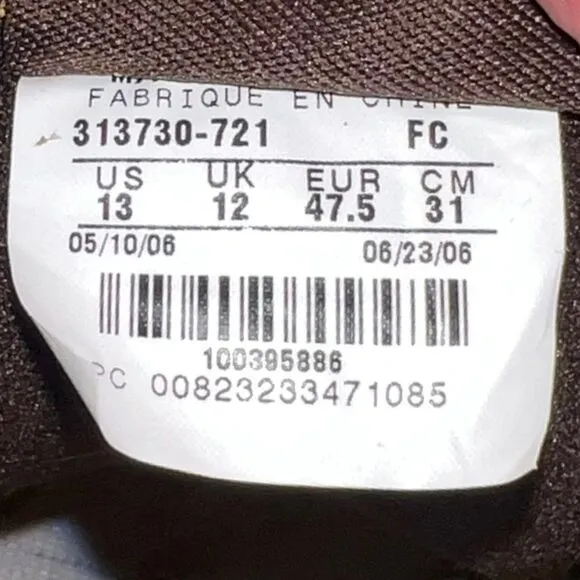 FABRIQUE EN CHINE
313730-721 FC
US UK EUR CM
13 12 47.5 31
05/10/06 06/23/06
100395886
PC 00823233471085